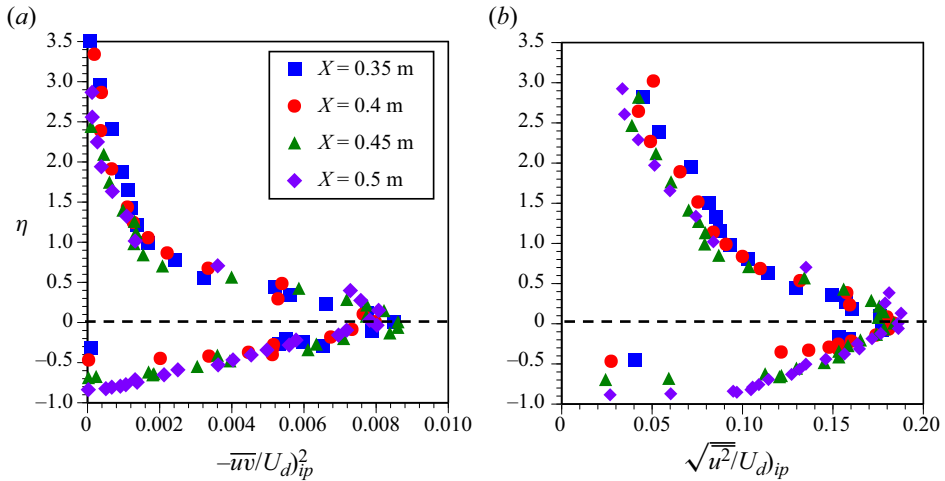 (a)
3.5
3.0
2.5
2.0
1.5
1.0
0.5
0
–0.5
–1.0
η
0 0.002 0.004 0.006 0.008 0.010
–u̅v̅/U_d)²_ip
X = 0.35 m
X = 0.4 m
X = 0.45 m
X = 0.5 m
(b)
3.5
3.0
2.5
2.0
1.5
1.0
0.5
0
–0.5
–1.0
0 0.05 0.10 0.15 0.20
√u̅²/U_d)_ip